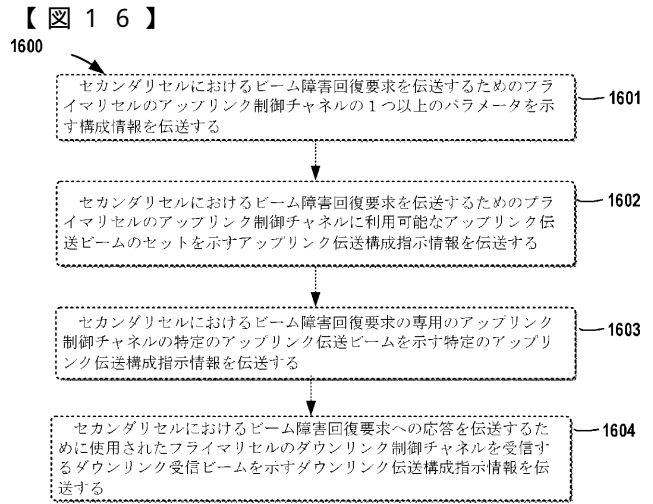 【図１６】
1600
セカンダリセルにおけるビーム障害回復要求を伝送するためのプラ
イマリセルのアップリンク制御チャネルの１つ以上のパラメータを示
す構成情報を伝送する
1601
セカンダリセルにおけるビーム障害回復要求を伝送するためのプラ
イマリセルのアップリンク制御チャネルに利用可能なアップリンク伝
送ビームのセットを示すアップリンク伝送構成指示情報を伝送する
1602
セカンダリセルにおけるビーム障害回復要求の専用のアップリンク
制御チャネルの特定のアップリンク伝送ビームを示す特定のアップリ
ンク伝送構成指示情報を伝送する
1603
セカンダリセルにおけるビーム障害回復要求への応答を伝送するた
めに使用されたプライマリセルのダウンリンク制御チャネルを受信す
るダウンリンク受信ビームを示すダウンリンク伝送構成指示情報を伝
送する
1604